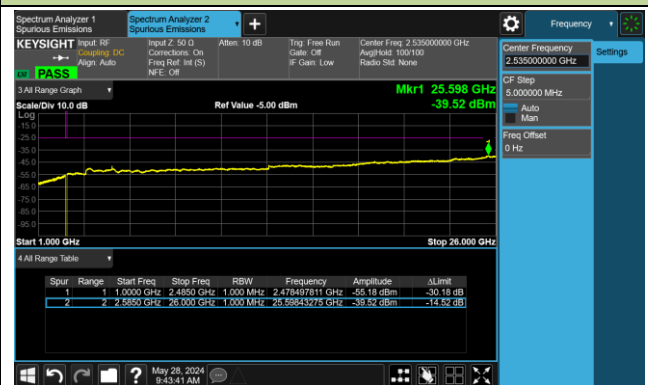 Spectrum Analyzer 1
Spurious Emissions
Spectrum Analyzer 2
Spurious Emissions
Frequency
KEYSIGHT
Input: RF
Coupling: DC
Align: Auto
Input Z: 50 Ω
Corrections: On
Freq Ref: Int (S)
NFE: Off
Atten: 10 dB
Trig: Free Run
Gate: Off
IF Gain: Low
Center Freq: 2.535000000 GHz
Avg|Hold: 100/100
Radio Std: None
PASS
Center Frequency
2.535000000 GHz
Settings
CF Step
5.000000 MHz
Auto
Man
Freq Offset
0 Hz
3 All Range Graph
Mkr1 25.598 GHz
Scale/Div 10.0 dB
Ref Value -5.00 dBm
-39.52 dBm
Log
-15.0
-25.0
-35.0
-45.0
-55.0
-65.0
-75.0
-85.0
-95.0
1
Start 1.000 GHz
Stop 26.000 GHz
4 All Range Table
Spur Range Start Freq Stop Freq RBW Frequency Amplitude ΔLimit
1 1 1.0000 GHz 2.4850 GHz 1.000 MHz 2.478497811 GHz -55.18 dBm -30.18 dB
2 2 2.5850 GHz 26.000 GHz 1.000 MHz 25.59843275 GHz -39.52 dBm -14.52 dB
May 28, 2024
9:43:41 AM